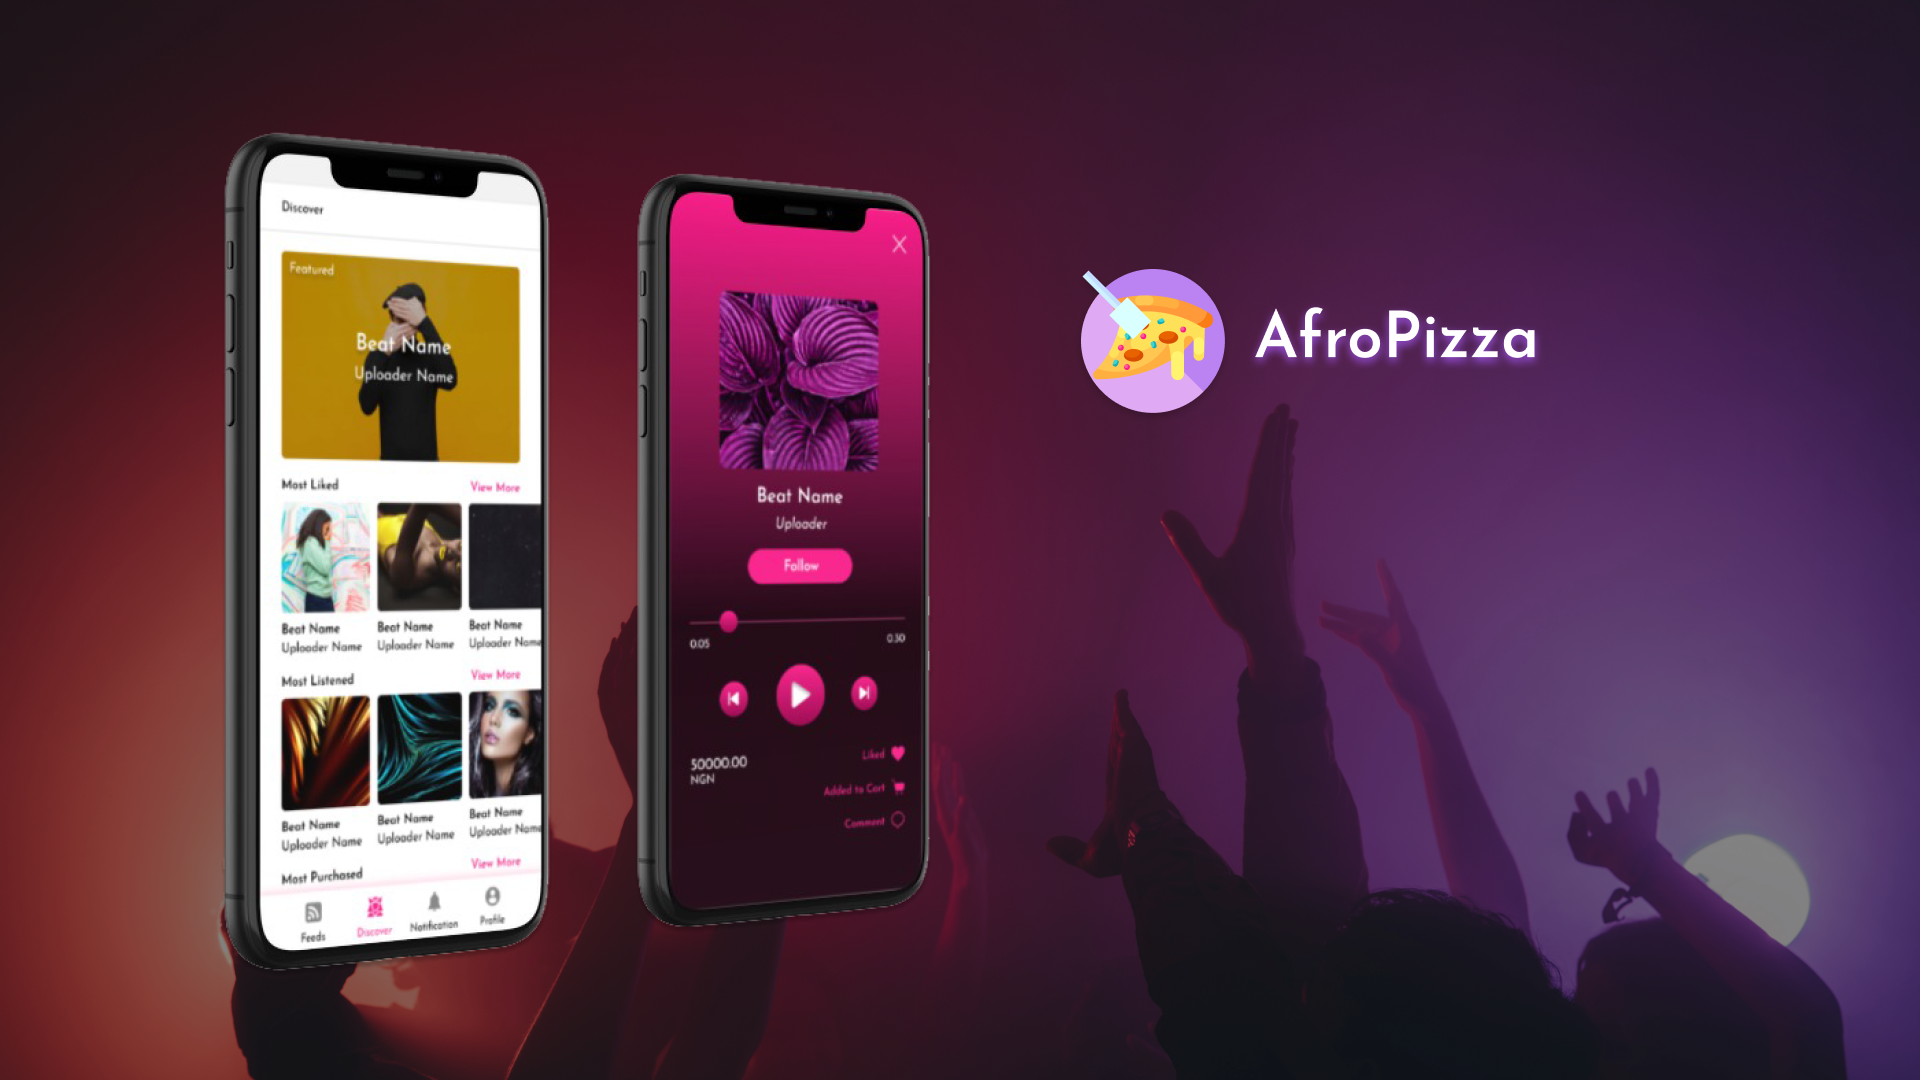 Discover
Featured
Beat Name
Uploader Name
Most Liked
View More
Beat Name
Uploader Name
Beat Name
Uploader Name
Beat Name
Uploader Name
Most Listened
View More
Beat Name
Uploader Name
Beat Name
Uploader Name
Beat Name
Uploader Name
Most Purchased
View More
Feeds
Discover
Notification
Profile
Beat Name
Uploader
Follow
0:05
0:30
50000.00
NGN
Liked
Added to Cart
Comment
AfroPizza